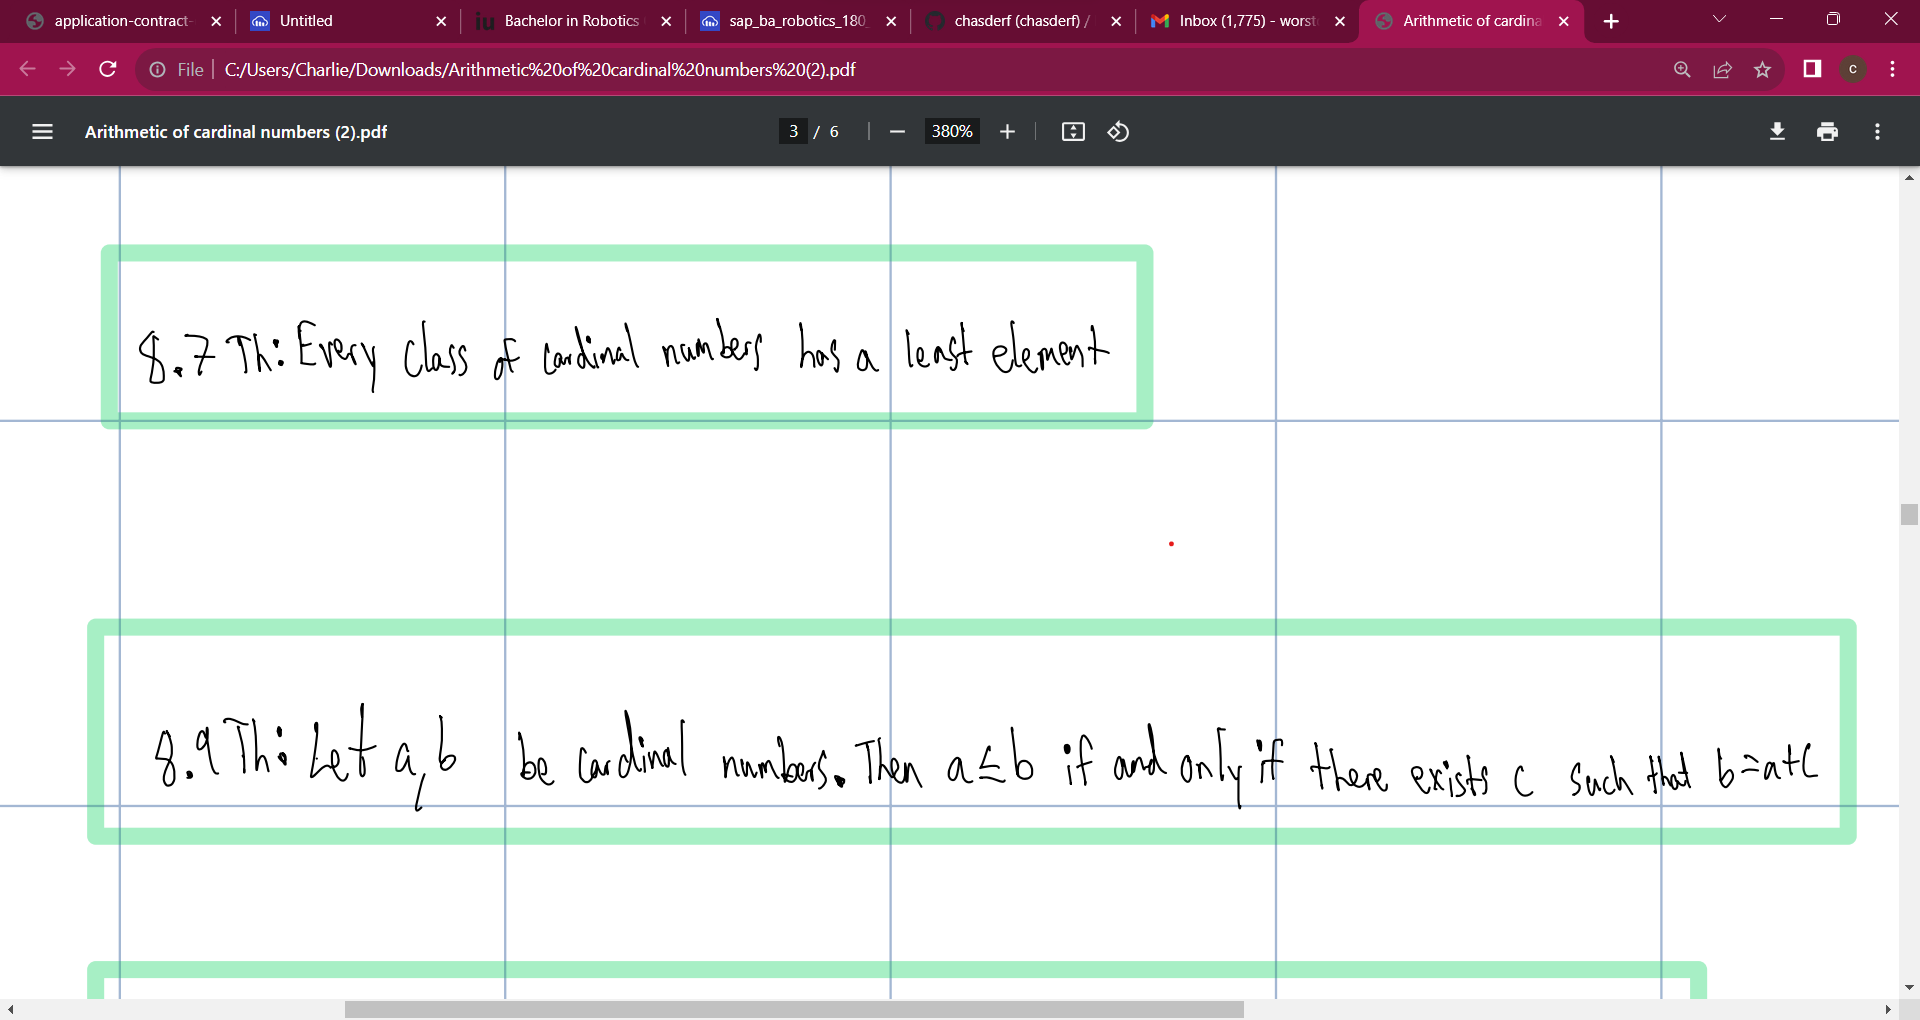 application-contract-
Untitled
iu Bachelor in Robotics
sap_ba_robotics_180
chasderf (chasderf) /
Inbox (1,775) - worst
Arithmetic of cardina
File C:/Users/Charlie/Downloads/Arithmetic%20of%20cardinal%20numbers%20(2).pdf
c
Arithmetic of cardinal numbers (2).pdf
3 / 6
380%
8.7 Th: Every class of cardinal numbers has a least element
8.9 Th: Let a, b be cardinal numbers. Then a≤b if and only if there exists c such that b=a+c